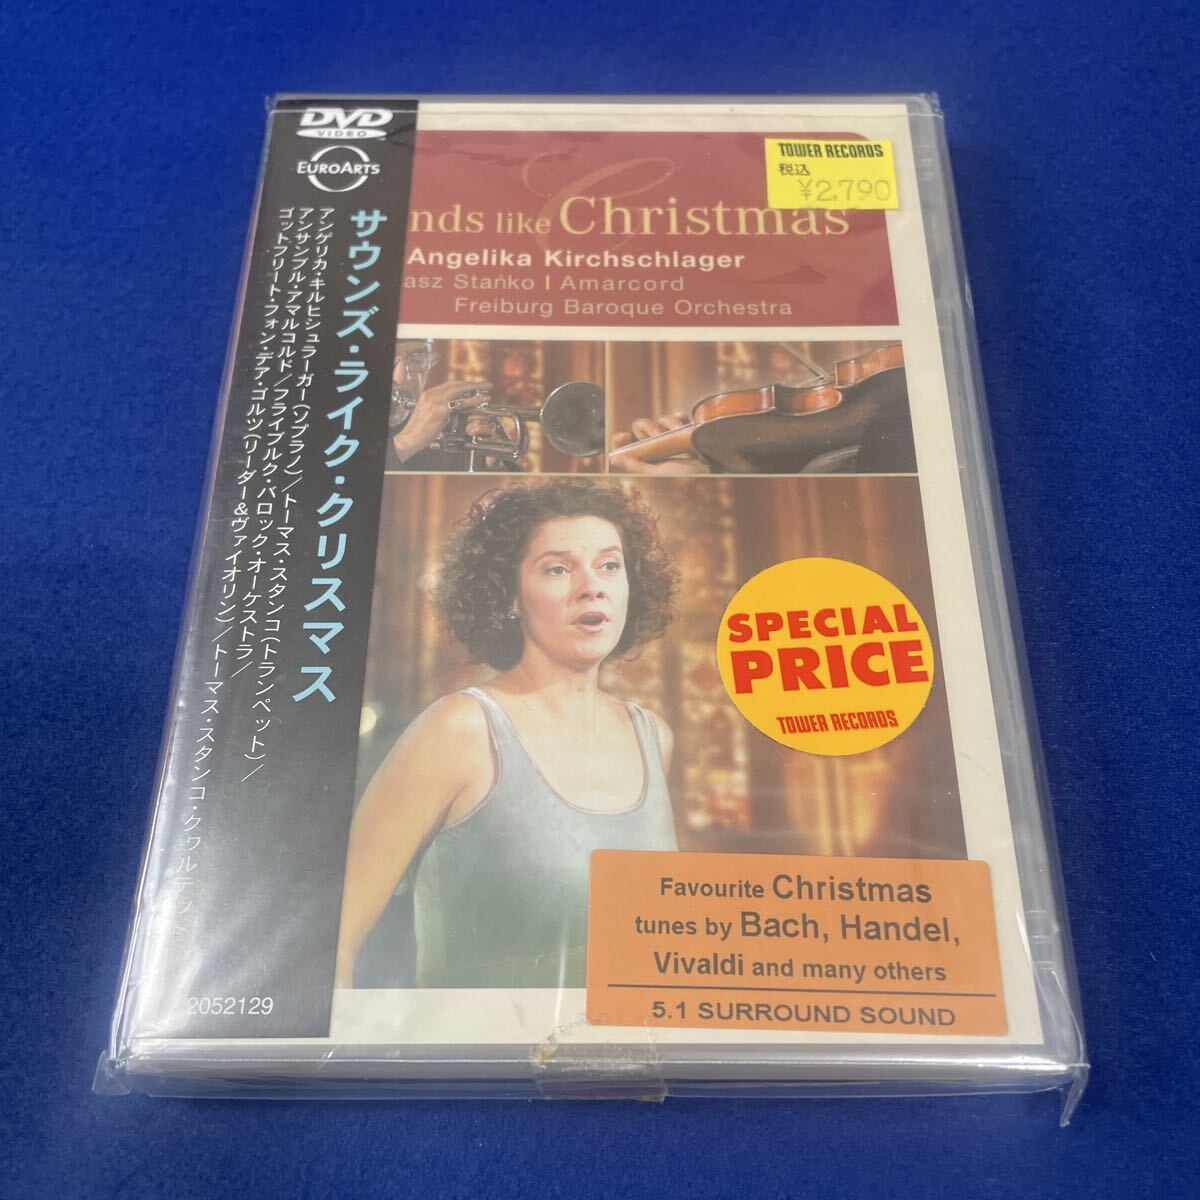 DVD
VIDEO
EUROARTS
サウンズ・ライク・クリスマス
アンゲリカ・キルヒシュラーガー(ソプラノ)／トーマス・スタンコ(トランペット)／
アンサンブル・アマルコルド／フライブルク・バロック・オーケストラ／
ゴットフリート・フォン・デア・ゴルツ(リーダー&ヴァイオリン)／トーマス・スタンコ・クヮルテッ
2052129
TOWER RECORDS
税込
¥2,790
nds like Christmas
Angelika Kirchschlager
asz Stańko | Amarcord
Freiburg Baroque Orchestra
SPECIAL
PRICE
TOWER RECORDS
Favourite Christmas
tunes by Bach, Handel,
Vivaldi and many others
5.1 SURROUND SOUND